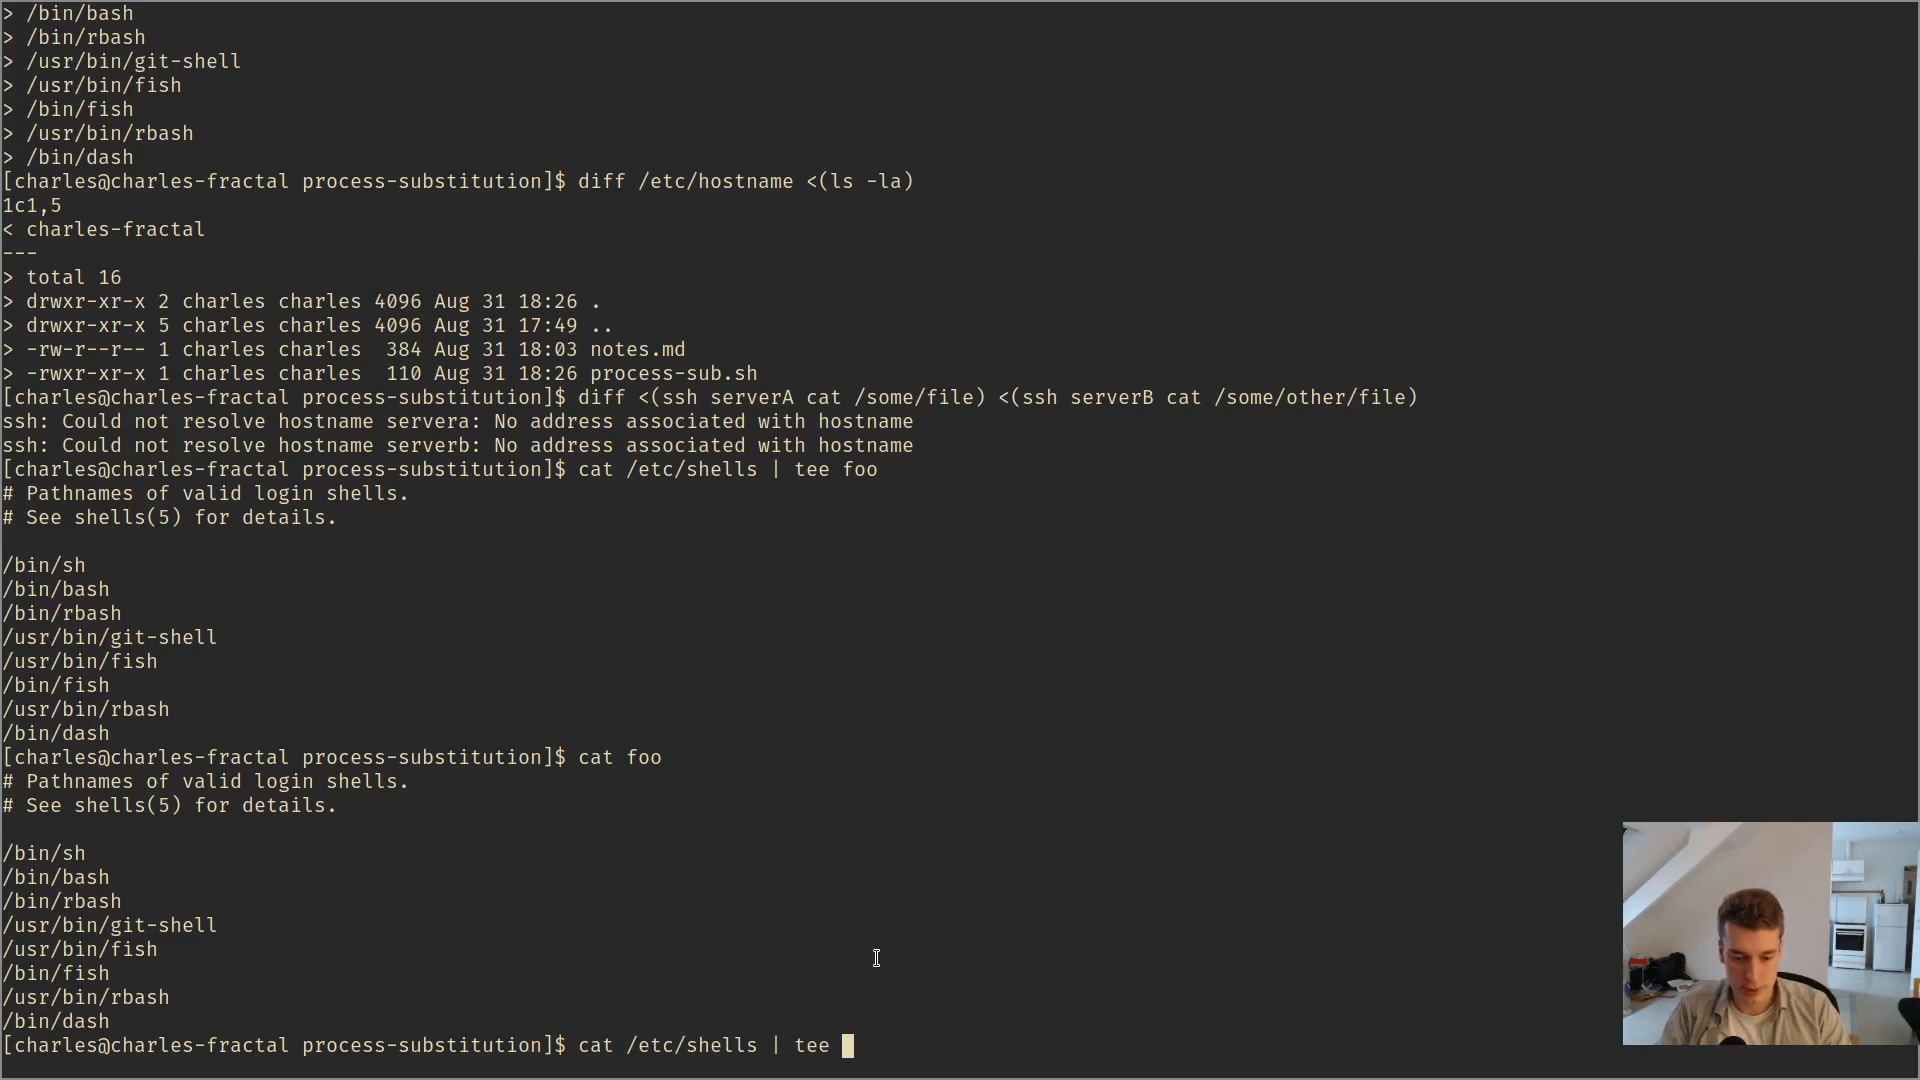 > /bin/bash
> /bin/rbash
> /usr/bin/git-shell
> /usr/bin/fish
> /bin/fish
> /usr/bin/rbash
> /bin/dash
[charles@charles-fractal process-substitution]$ diff /etc/hostname <(ls -la)
1c1,5
< charles-fractal
---
> total 16
> drwxr-xr-x 2 charles charles 4096 Aug 31 18:26 .
> drwxr-xr-x 5 charles charles 4096 Aug 31 17:49 ..
> -rw-r--r-- 1 charles charles  384 Aug 31 18:03 notes.md
> -rwxr-xr-x 1 charles charles  110 Aug 31 18:26 process-sub.sh
[charles@charles-fractal process-substitution]$ diff <(ssh serverA cat /some/file) <(ssh serverB cat /some/other/file)
ssh: Could not resolve hostname servera: No address associated with hostname
ssh: Could not resolve hostname serverb: No address associated with hostname
[charles@charles-fractal process-substitution]$ cat /etc/shells | tee foo
# Pathnames of valid login shells.
# See shells(5) for details.

/bin/sh
/bin/bash
/bin/rbash
/usr/bin/git-shell
/usr/bin/fish
/bin/fish
/usr/bin/rbash
/bin/dash
[charles@charles-fractal process-substitution]$ cat foo
# Pathnames of valid login shells.
# See shells(5) for details.

/bin/sh
/bin/bash
/bin/rbash
/usr/bin/git-shell
/usr/bin/fish
/bin/fish
/usr/bin/rbash
/bin/dash
[charles@charles-fractal process-substitution]$ cat /etc/shells | tee